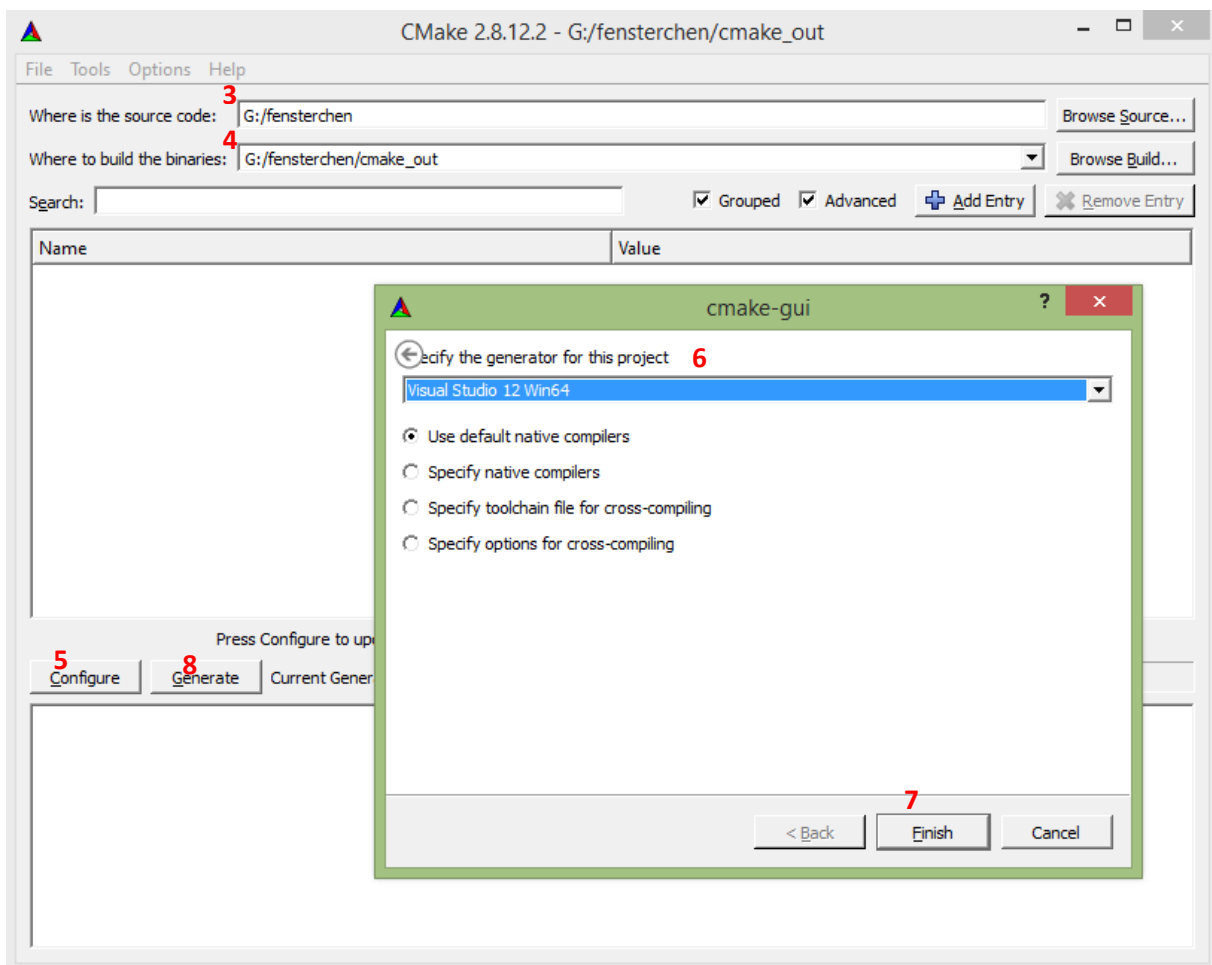 CMake 2.8.12.2 - G:/fensterchen/cmake_out
File Tools Options Help
3
Where is the source code: G:/fensterchen Browse Source...
4
Where to build the binaries: G:/fensterchen/cmake_out Browse Build...
Search: Grouped Advanced Add Entry Remove Entry
Name Value
cmake-gui ?
ecify the generator for this project 6
Visual Studio 12 Win64
Use default native compilers
Specify native compilers
Specify toolchain file for cross-compiling
Specify options for cross-compiling
Press Configure to up
5 8
Configure Generate Current Gener
7
< Back Finish Cancel